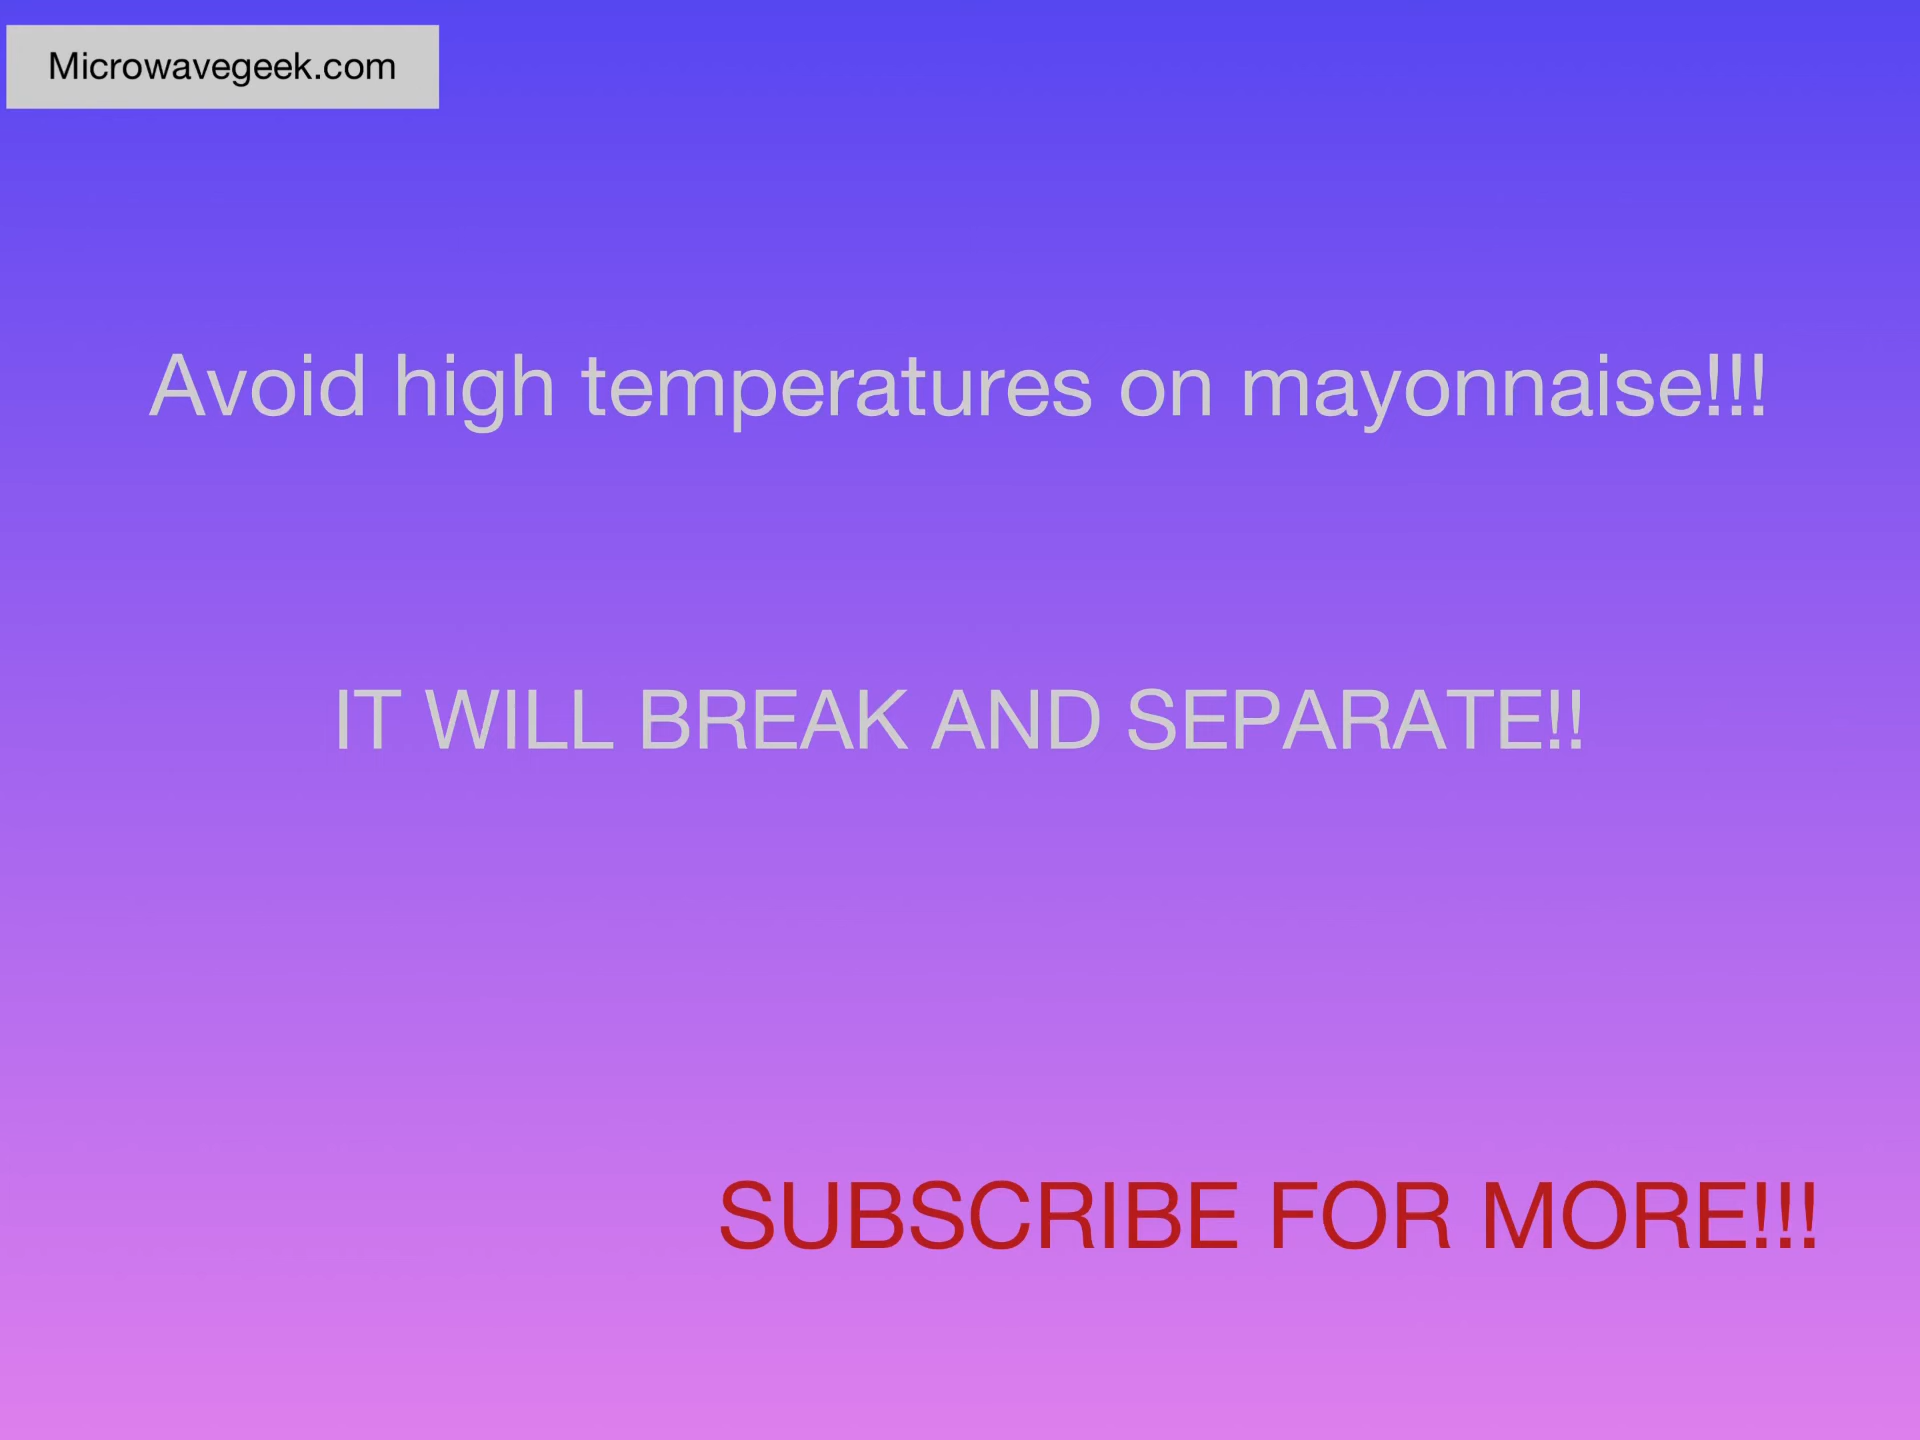 Microwavegeek.com
Avoid high temperatures on mayonnaise!!!
IT WILL BREAK AND SEPARATE!!
SUBSCRIBE FOR MORE!!!